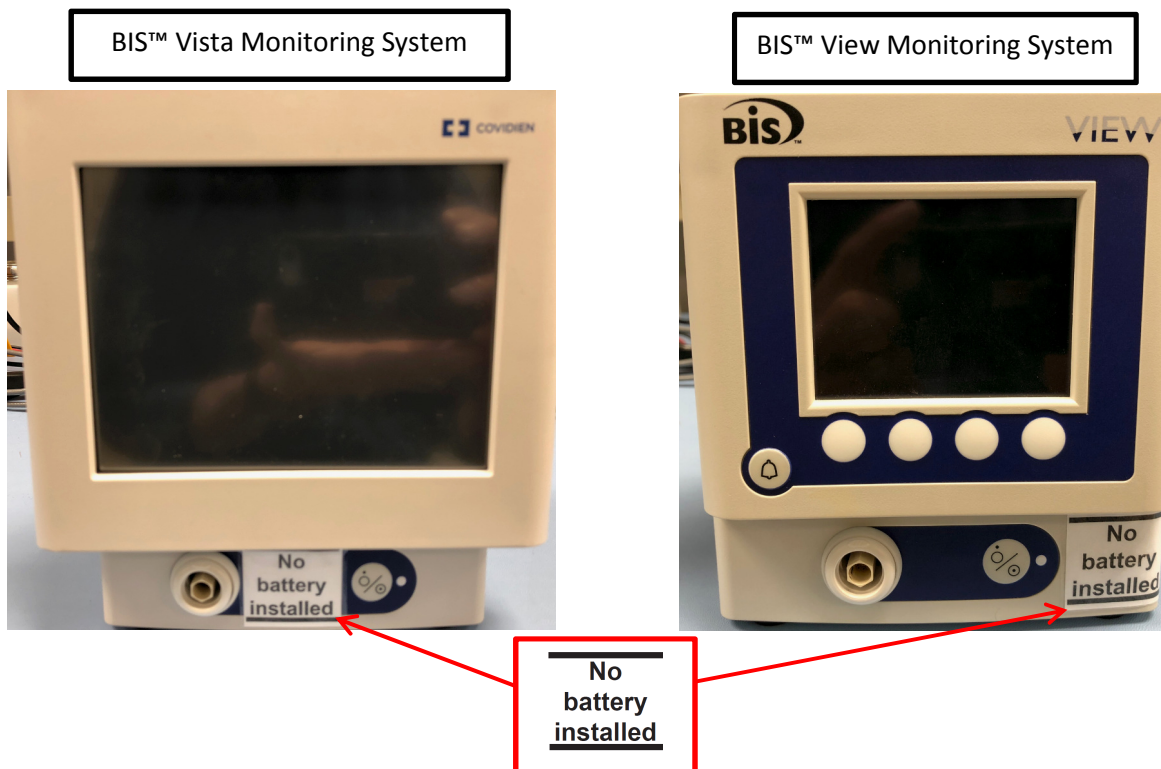 BIS™ Vista Monitoring System
BIS™ View Monitoring System
COVIDIEN
BIS™
VIEW
No
battery
installed
No
battery
installed
No
battery
installed